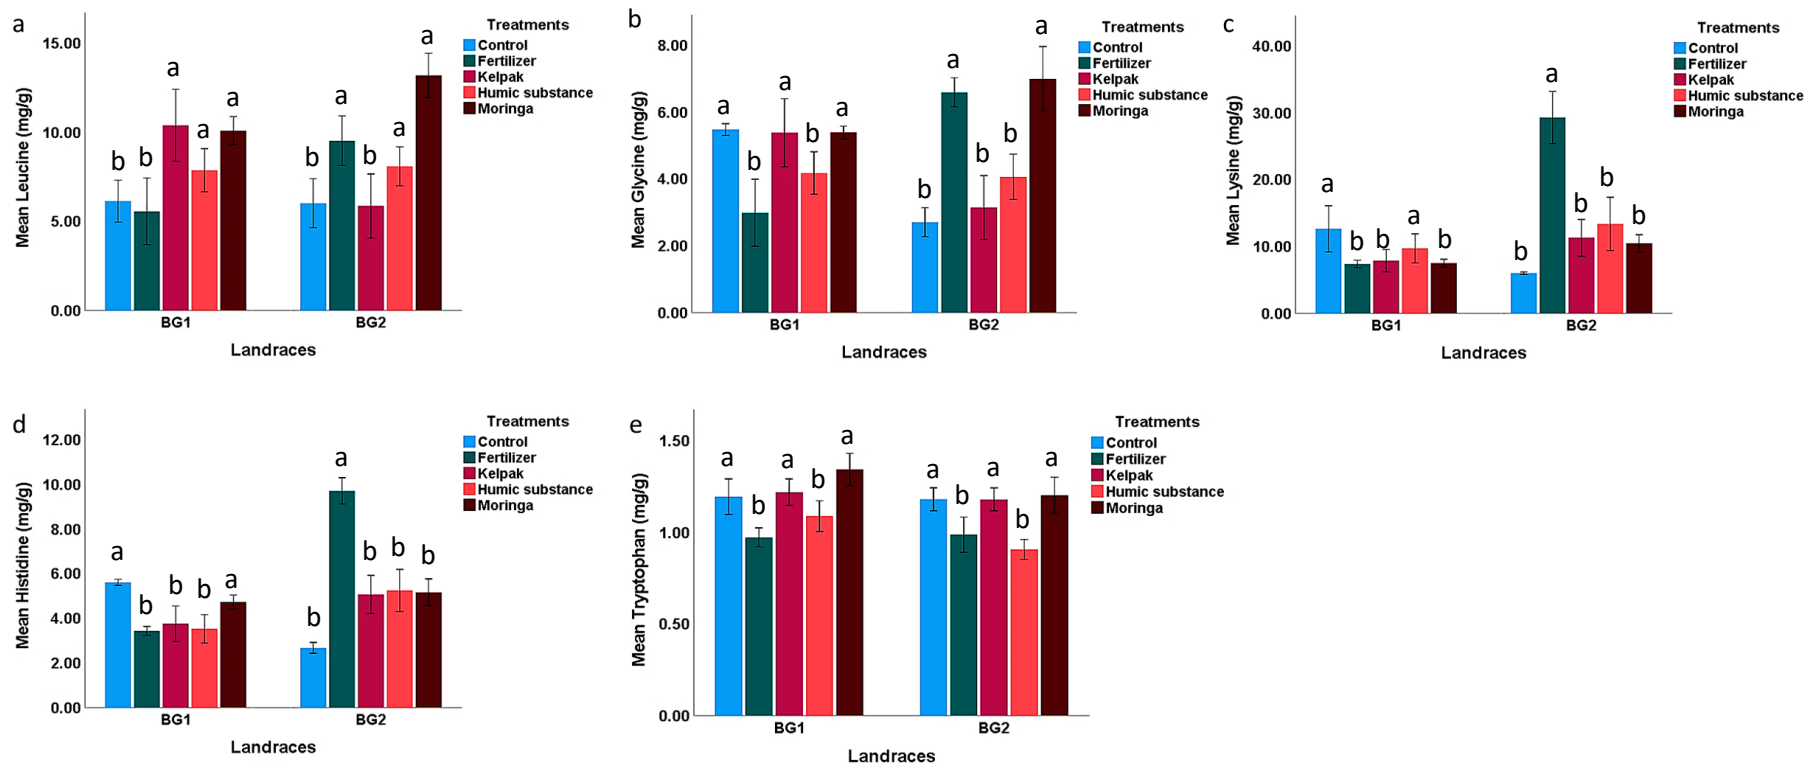 a
Mean Leucine (mg/g)
15.00
10.00
5.00
0.00
b b a a a
b a b a a
BG1 BG2
Landraces
Treatments
Control
Fertilizer
Kelpak
Humic substance
Moringa
b
Mean Glycine (mg/g)
8.00
6.00
4.00
2.00
0.00
a b a b a
b a b b a
BG1 BG2
Landraces
Treatments
Control
Fertilizer
Kelpak
Humic substance
Moringa
c
Mean Lysine (mg/g)
40.00
30.00
20.00
10.00
0.00
a b b a b
b a b b b
BG1 BG2
Landraces
Treatments
Control
Fertilizer
Kelpak
Humic substance
Moringa
d
Mean Histidine (mg/g)
12.00
10.00
8.00
6.00
4.00
2.00
0.00
a b b b a
b a b b b
BG1 BG2
Landraces
Treatments
Control
Fertilizer
Kelpak
Humic substance
Moringa
e
Mean Tryptophan (mg/g)
1.50
1.00
0.50
0.00
a b a b a
a b a b a
BG1 BG2
Landraces
Treatments
Control
Fertilizer
Kelpak
Humic substance
Moringa